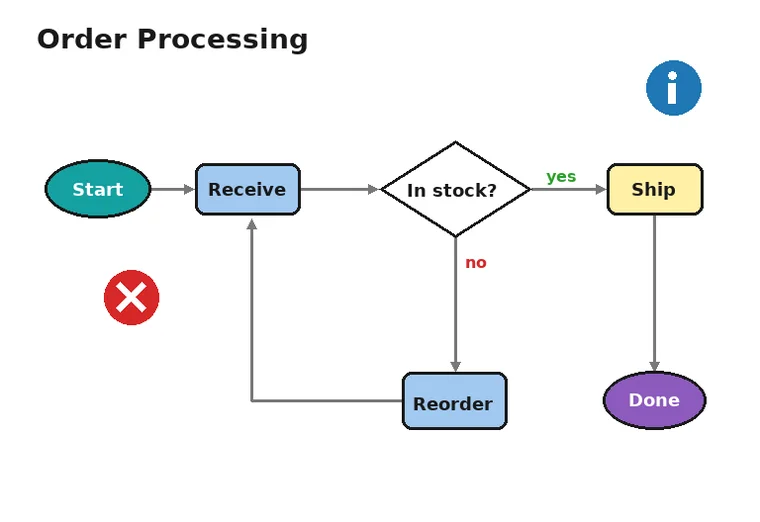 Order Processing
Start
Receive
In stock?
yes
Ship
no
Reorder
Done